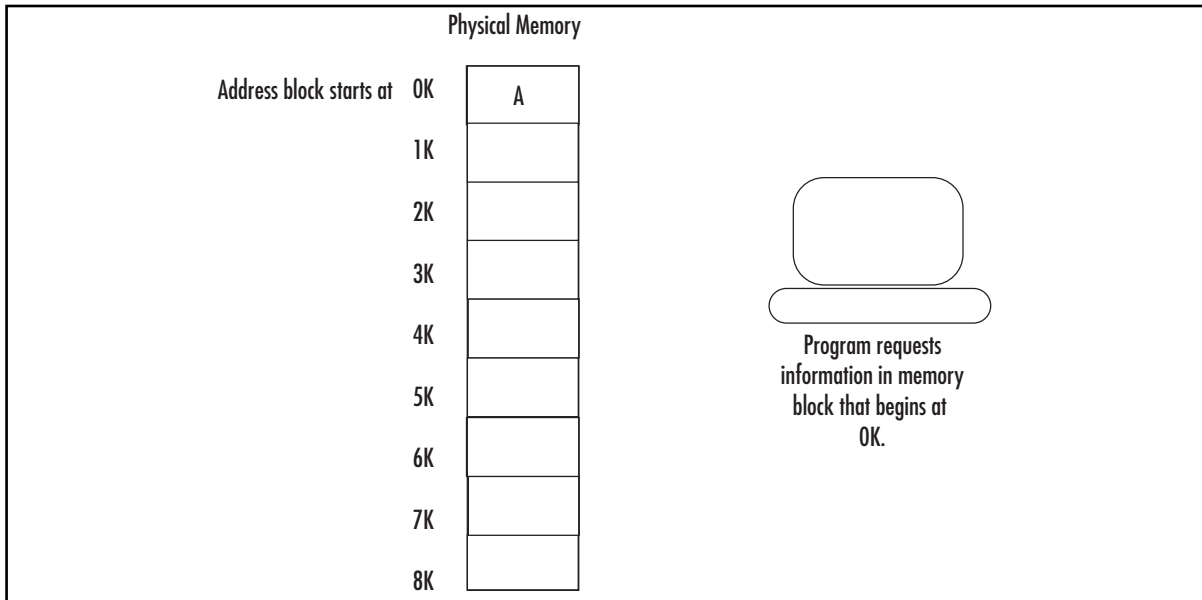 Physical Memory
Address block starts at 0K
A
1K
2K
3K
4K
5K
6K
7K
8K
Program requests
information in memory
block that begins at
0K.